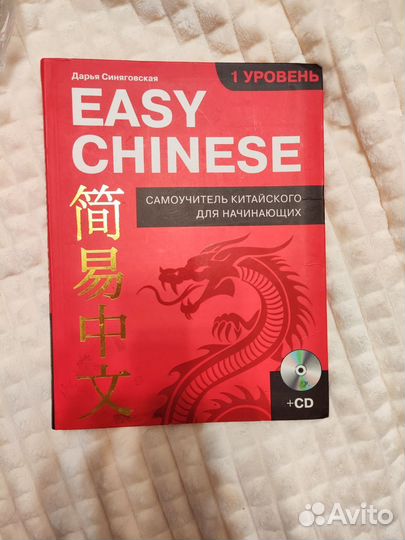 Дарья Синяговская
1 УРОВЕНЬ
EASY
CHINESE
САМОУЧИТЕЛЬ КИТАЙСКОГО
ДЛЯ НАЧИНАЮЩИХ
简易中文
+CD
Avito